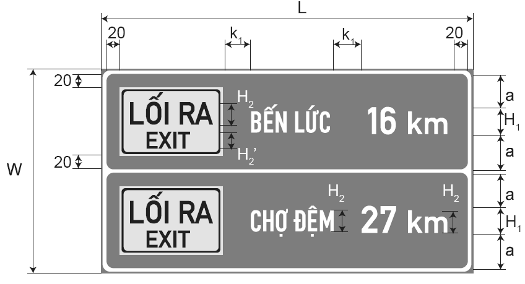 L
20 k₁ k₁ 20
20
LỐI RA
EXIT
H₂
H₂'
BẾN LỨC 16 km
a
H₁
a
20
W
LỐI RA
EXIT
CHỢ ĐỆM 27 km
H₂ H₂
a
H₁
a